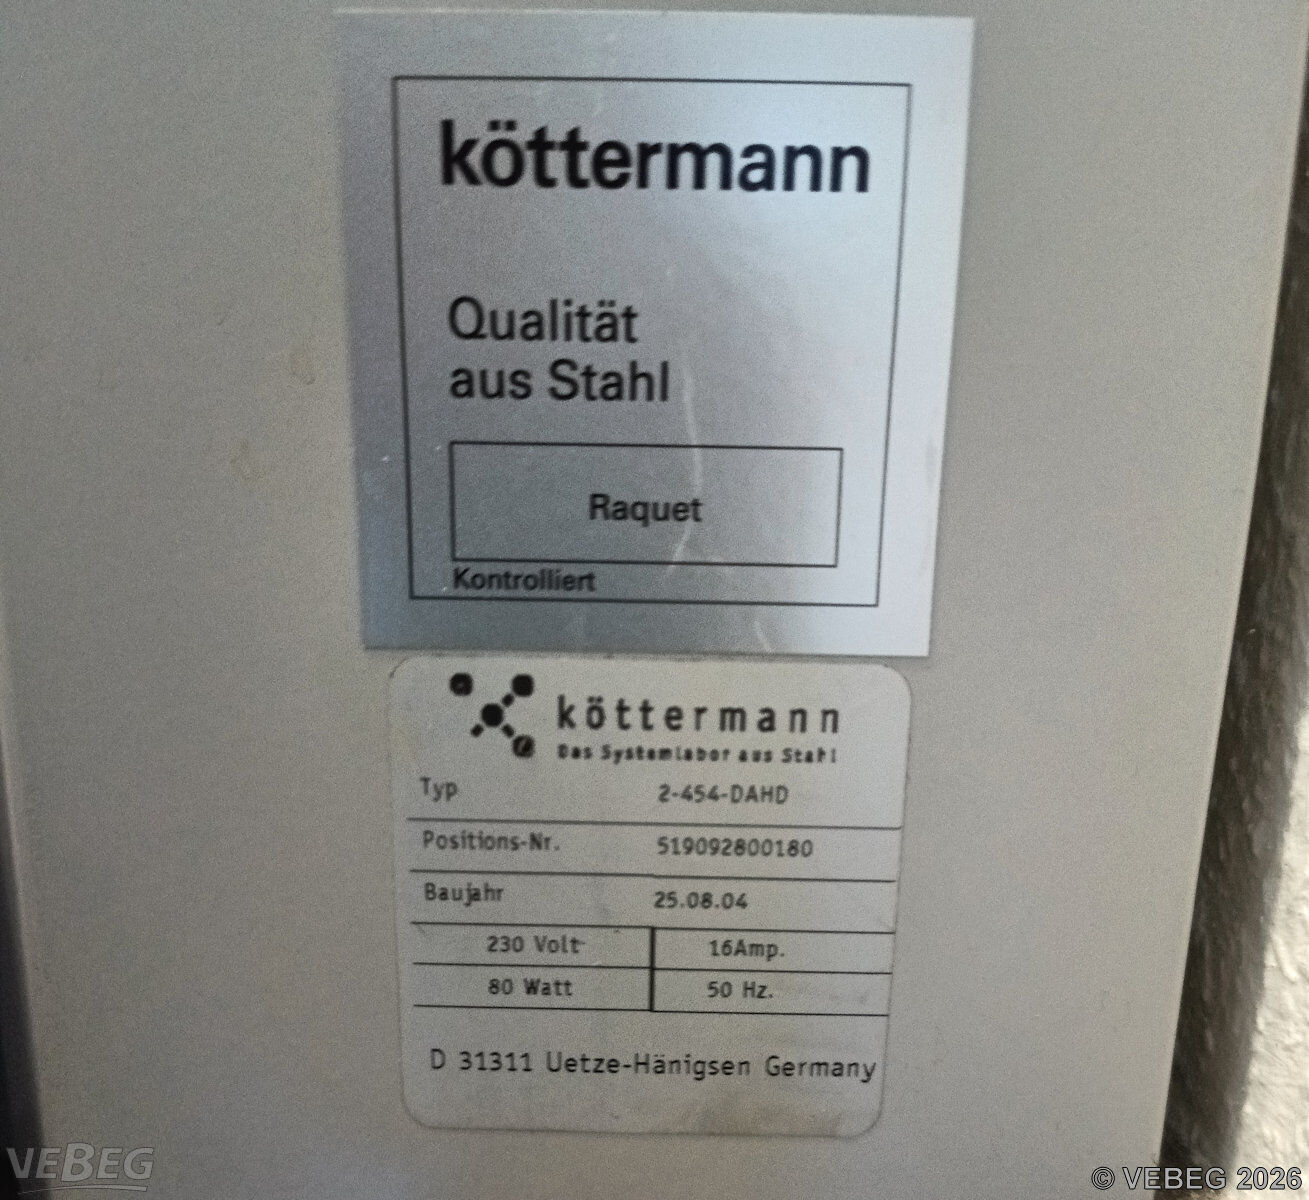 köttermann
Qualität
aus Stahl
Raquet
Kontrolliert
köttermann
Das Systemlabor aus Stahl
Typ 2-454-DAHD
Positions-Nr. 519092800180
Baujahr 25.08.04
230 Volt 16Amp.
80 Watt 50 Hz.
D 31311 Uetze-Hänigsen Germany
VEBEG
© VEBEG 2026